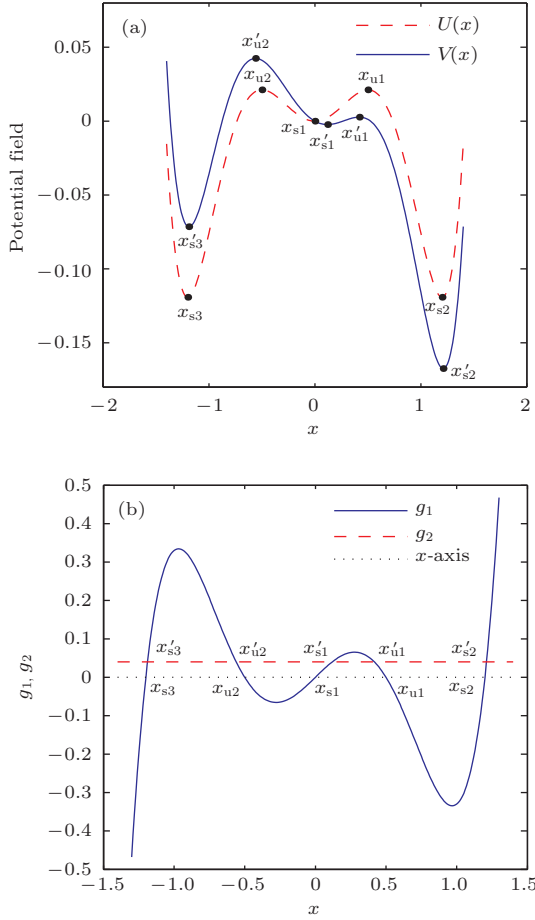 (a)
U(x)
V(x)
x′u2
xu2
xu1
xs1
x′s1
x′u1
x′s3
xs3
xs2
x′s2
0.05
0
−0.05
−0.10
−0.15
Potential field
−2 −1 0 1 2
x
(b)
g1
g2
x-axis
x′s3 x′u2 x′s1 x′u1 x′s2
xs3 xu2 xs1 xu1 xs2
0.5
0.4
0.3
0.2
0.1
0
−0.1
−0.2
−0.3
−0.4
−0.5
g1, g2
−1.5 −1.0 −0.5 0 0.5 1.0 1.5
x